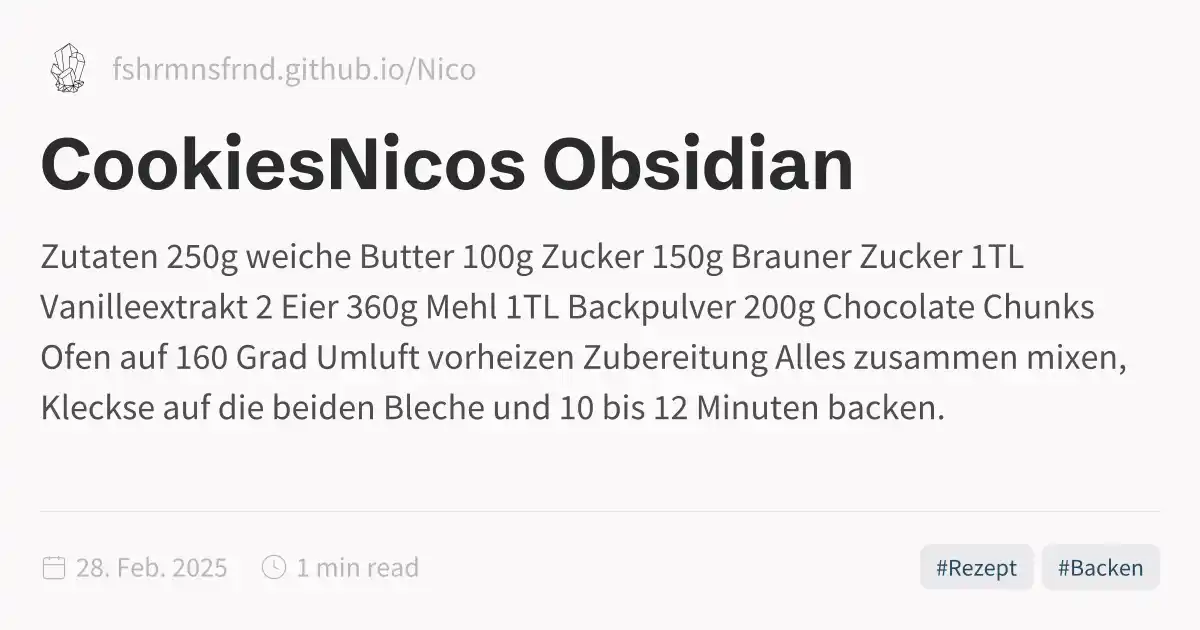 fshrmnsfrnd.github.io/Nico
CookiesNicos Obsidian
Zutaten 250g weiche Butter 100g Zucker 150g Brauner Zucker 1TL
Vanilleextrakt 2 Eier 360g Mehl 1TL Backpulver 200g Chocolate Chunks
Ofen auf 160 Grad Umluft vorheizen Zubereitung Alles zusammen mixen,
Kleckse auf die beiden Bleche und 10 bis 12 Minuten backen.
28. Feb. 2025 1 min read #Rezept #Backen